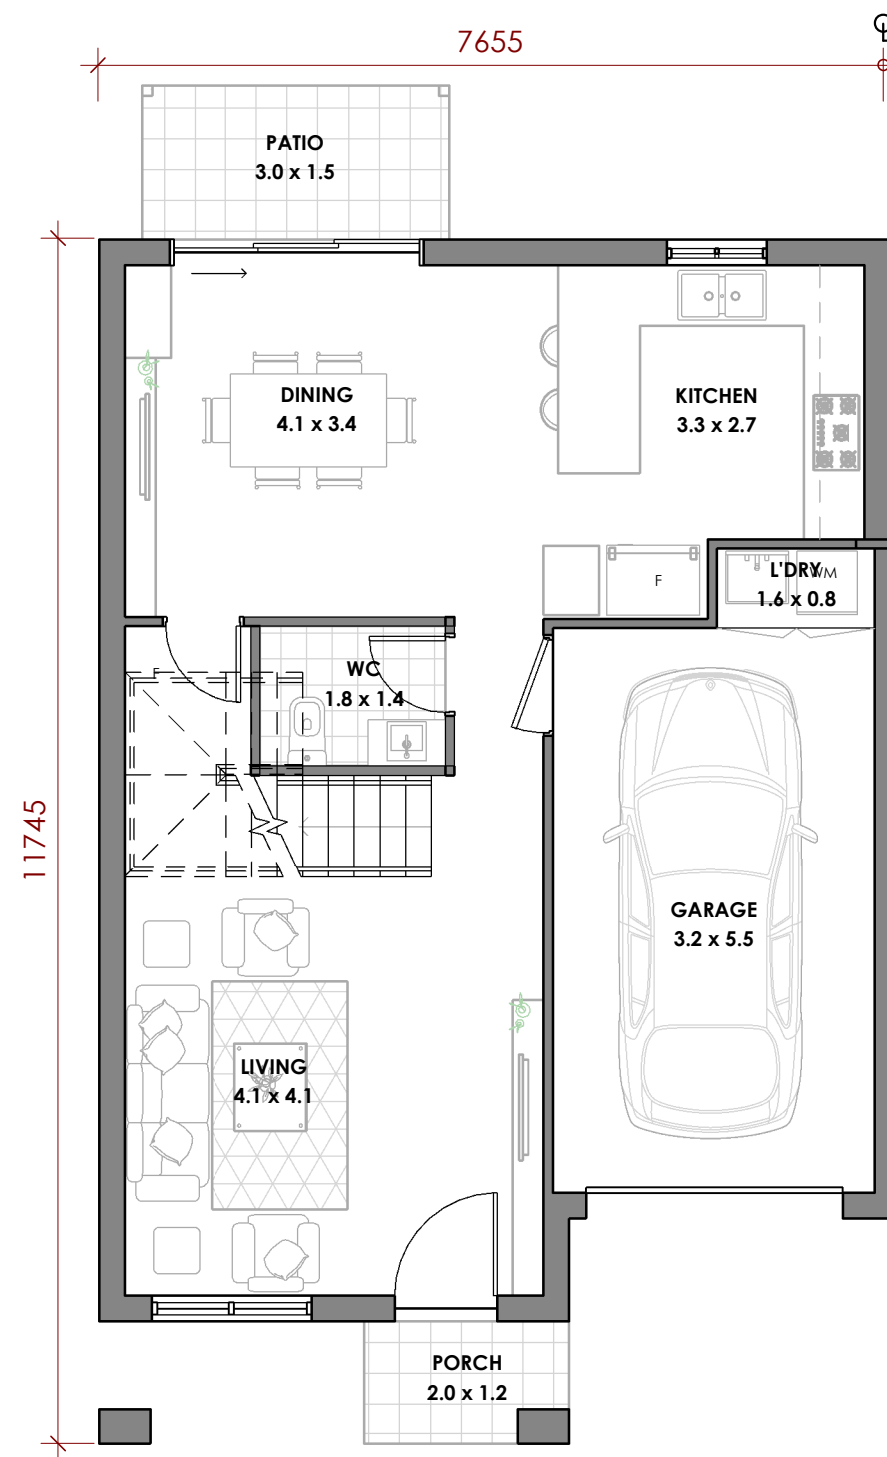 7655
PATIO
3.0 x 1.5
DINING
4.1 x 3.4
KITCHEN
3.3 x 2.7
L'DRY
WM
1.6 x 0.8
F
F
WC
1.8 x 1.4
11745
GARAGE
3.2 x 5.5
LIVING
4.1 x 4.1
PORCH
2.0 x 1.2